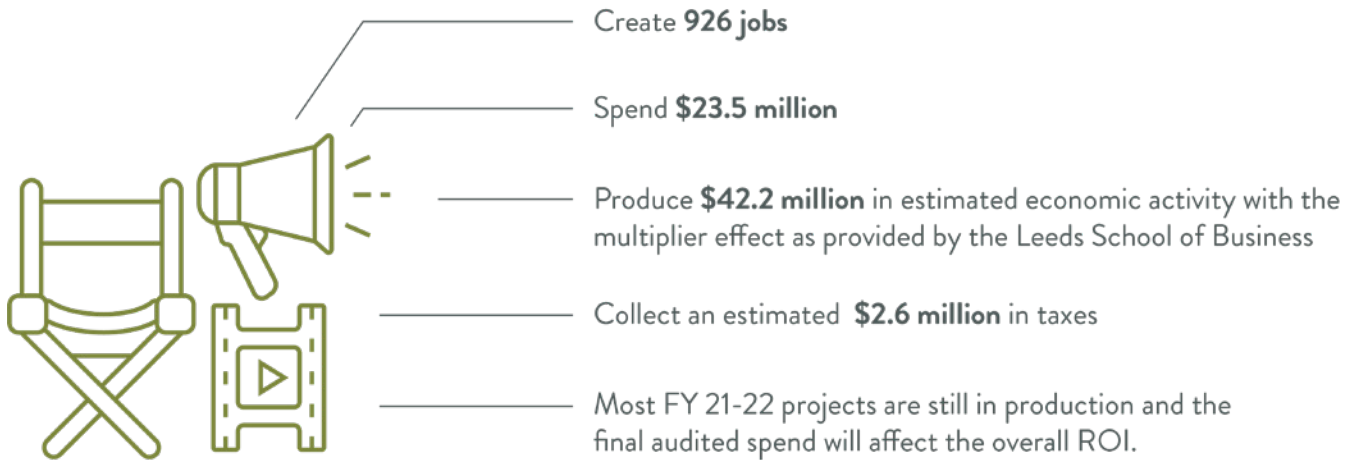 Create 926 jobs
Spend $23.5 million
Produce $42.2 million in estimated economic activity with the
multiplier effect as provided by the Leeds School of Business
Collect an estimated $2.6 million in taxes
Most FY 21-22 projects are still in production and the
final audited spend will affect the overall ROI.